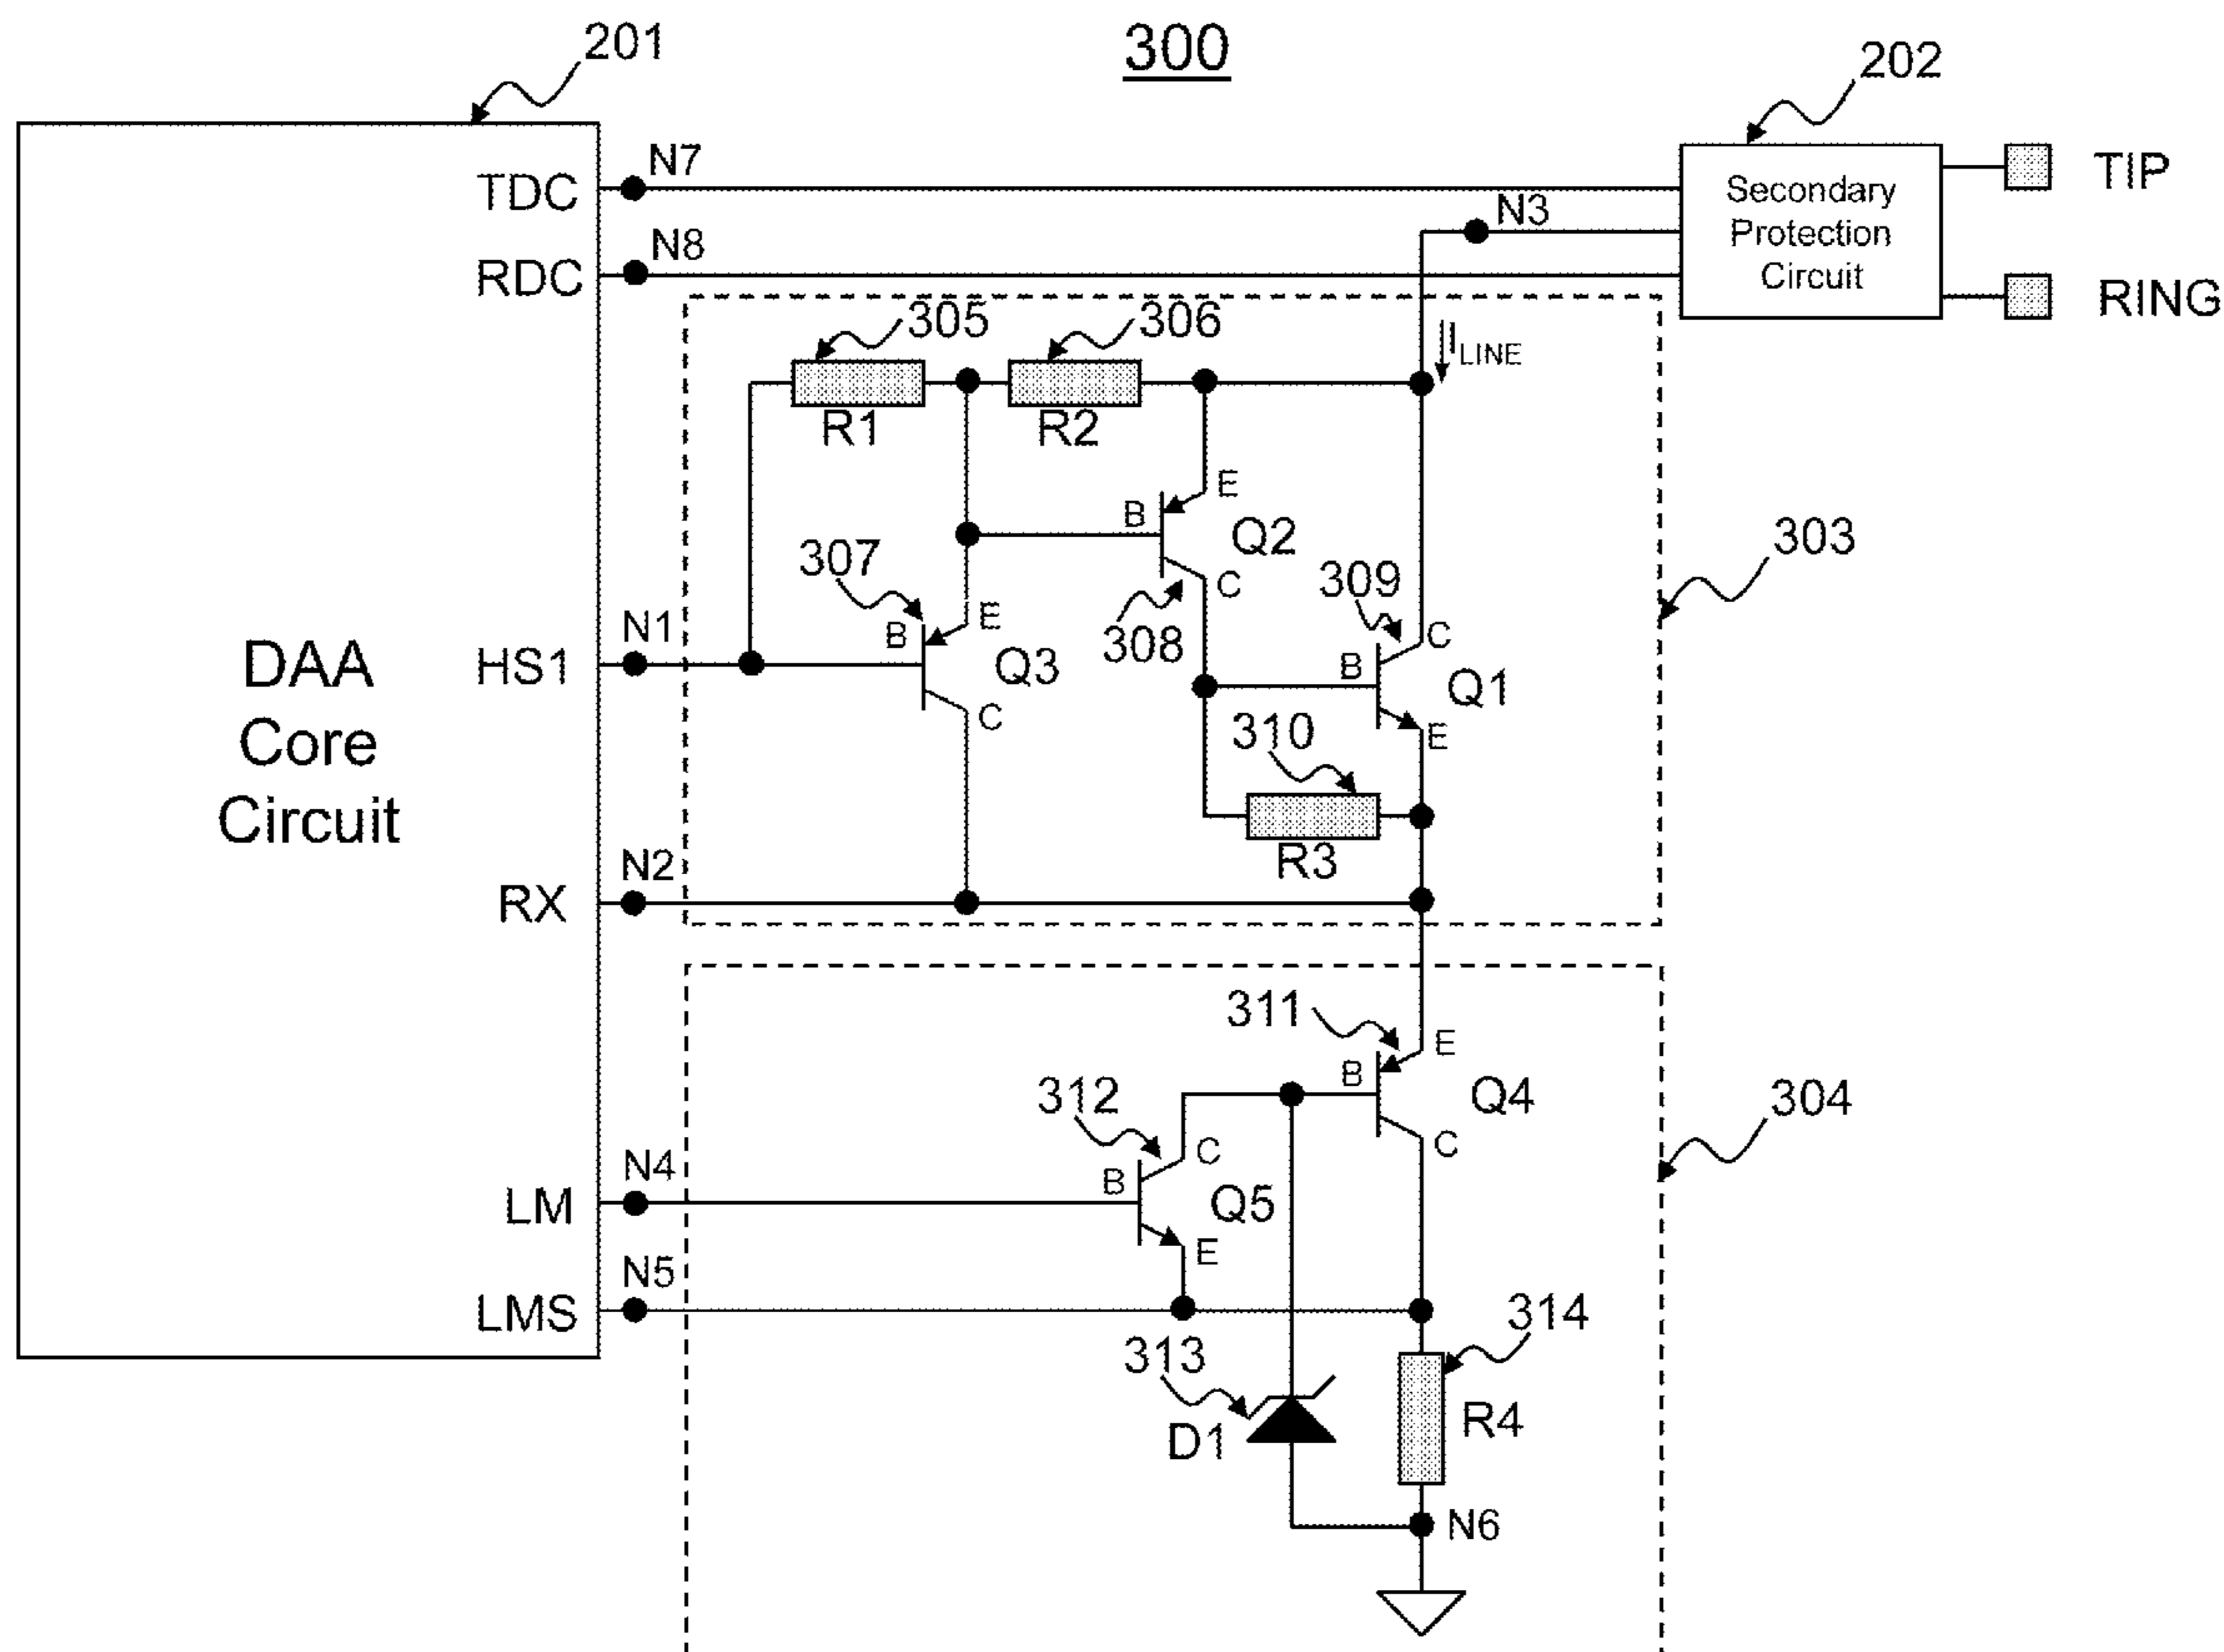 300
201
202
TDC
N7
N3
Secondary
Protection
Circuit
TIP
RDC
N8
RING
305
306
I LINE
R1
R2
E
B
Q2
C
303
307
308
309
N1
HS1
B
E
Q3
C
C
B
Q1
E
310
R3
DAA
Core
Circuit
N2
RX
311
E
B
Q4
C
304
312
C
B
Q5
E
N4
LM
N5
LMS
313
D1
314
R4
N6